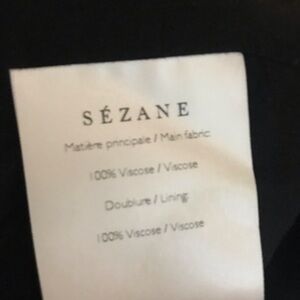 SÉZANE
Matière principale / Main fabric
100% Viscose / Viscose
Doublure / Lining
100% Viscose / Viscose